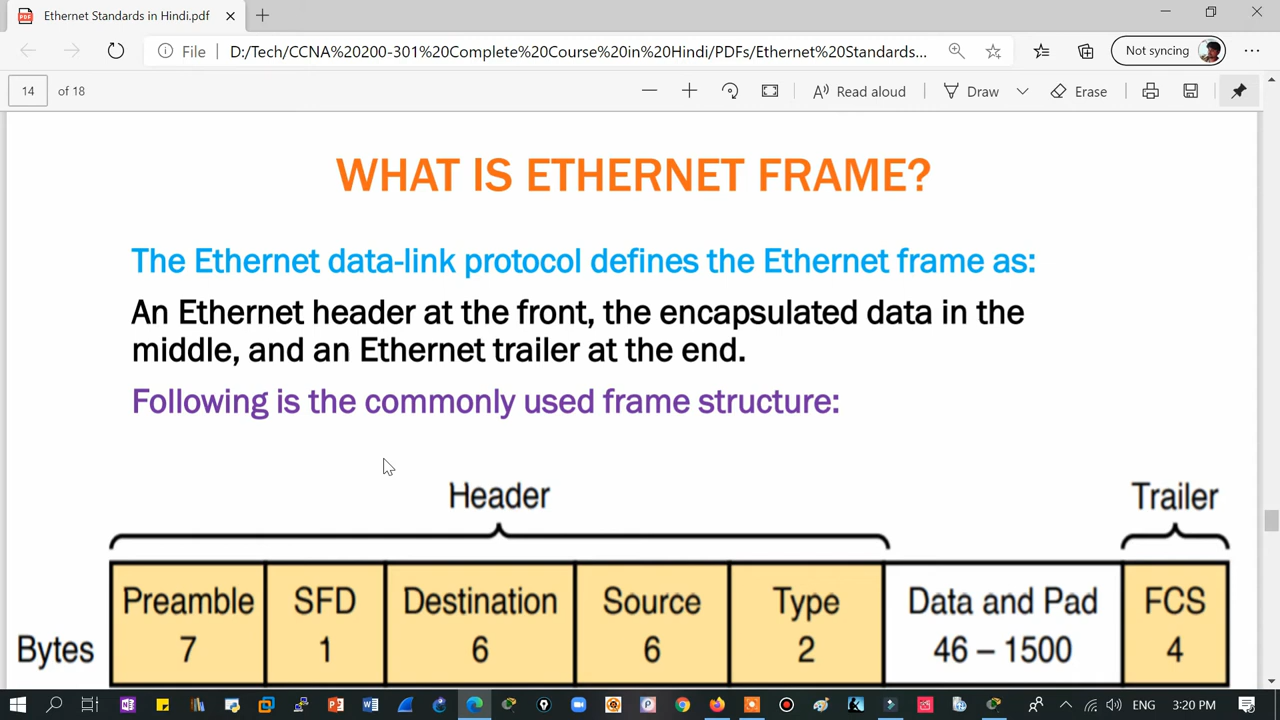 Ethernet Standards in Hindi.pdf
File
D:/Tech/CCNA%20200-301%20Complete%20Course%20in%20Hindi/PDFs/Ethernet%20Standards...
Not syncing
14 of 18
Read aloud
Draw
Erase
WHAT IS ETHERNET FRAME?
The Ethernet data-link protocol defines the Ethernet frame as:
An Ethernet header at the front, the encapsulated data in the
middle, and an Ethernet trailer at the end.
Following is the commonly used frame structure:
Header Trailer
Preamble SFD Destination Source Type Data and Pad FCS
Bytes 7 1 6 6 2 46 – 1500 4
ENG 3:20 PM